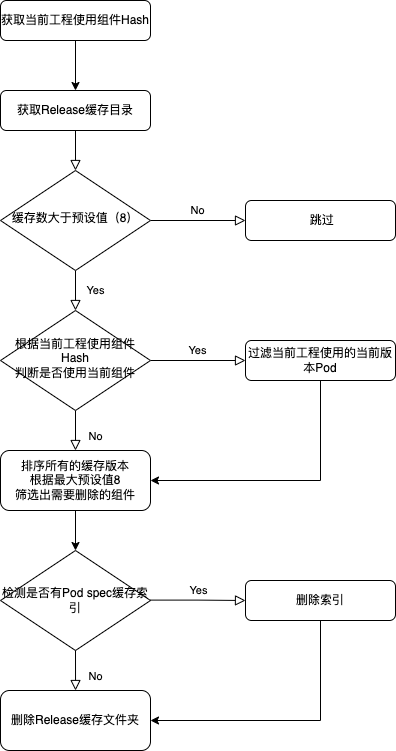 获取当前工程使用组件Hash
获取Release缓存目录
缓存数大于预设值（8）
No
跳过
Yes
根据当前工程使用组件
Hash
判断是否使用当前组件
Yes
过滤当前工程使用的当前版
本Pod
No
排序所有的缓存版本
根据最大预设值8
筛选出需要删除的组件
检测是否有Pod spec缓存索
引
Yes
删除索引
No
删除Release缓存文件夹